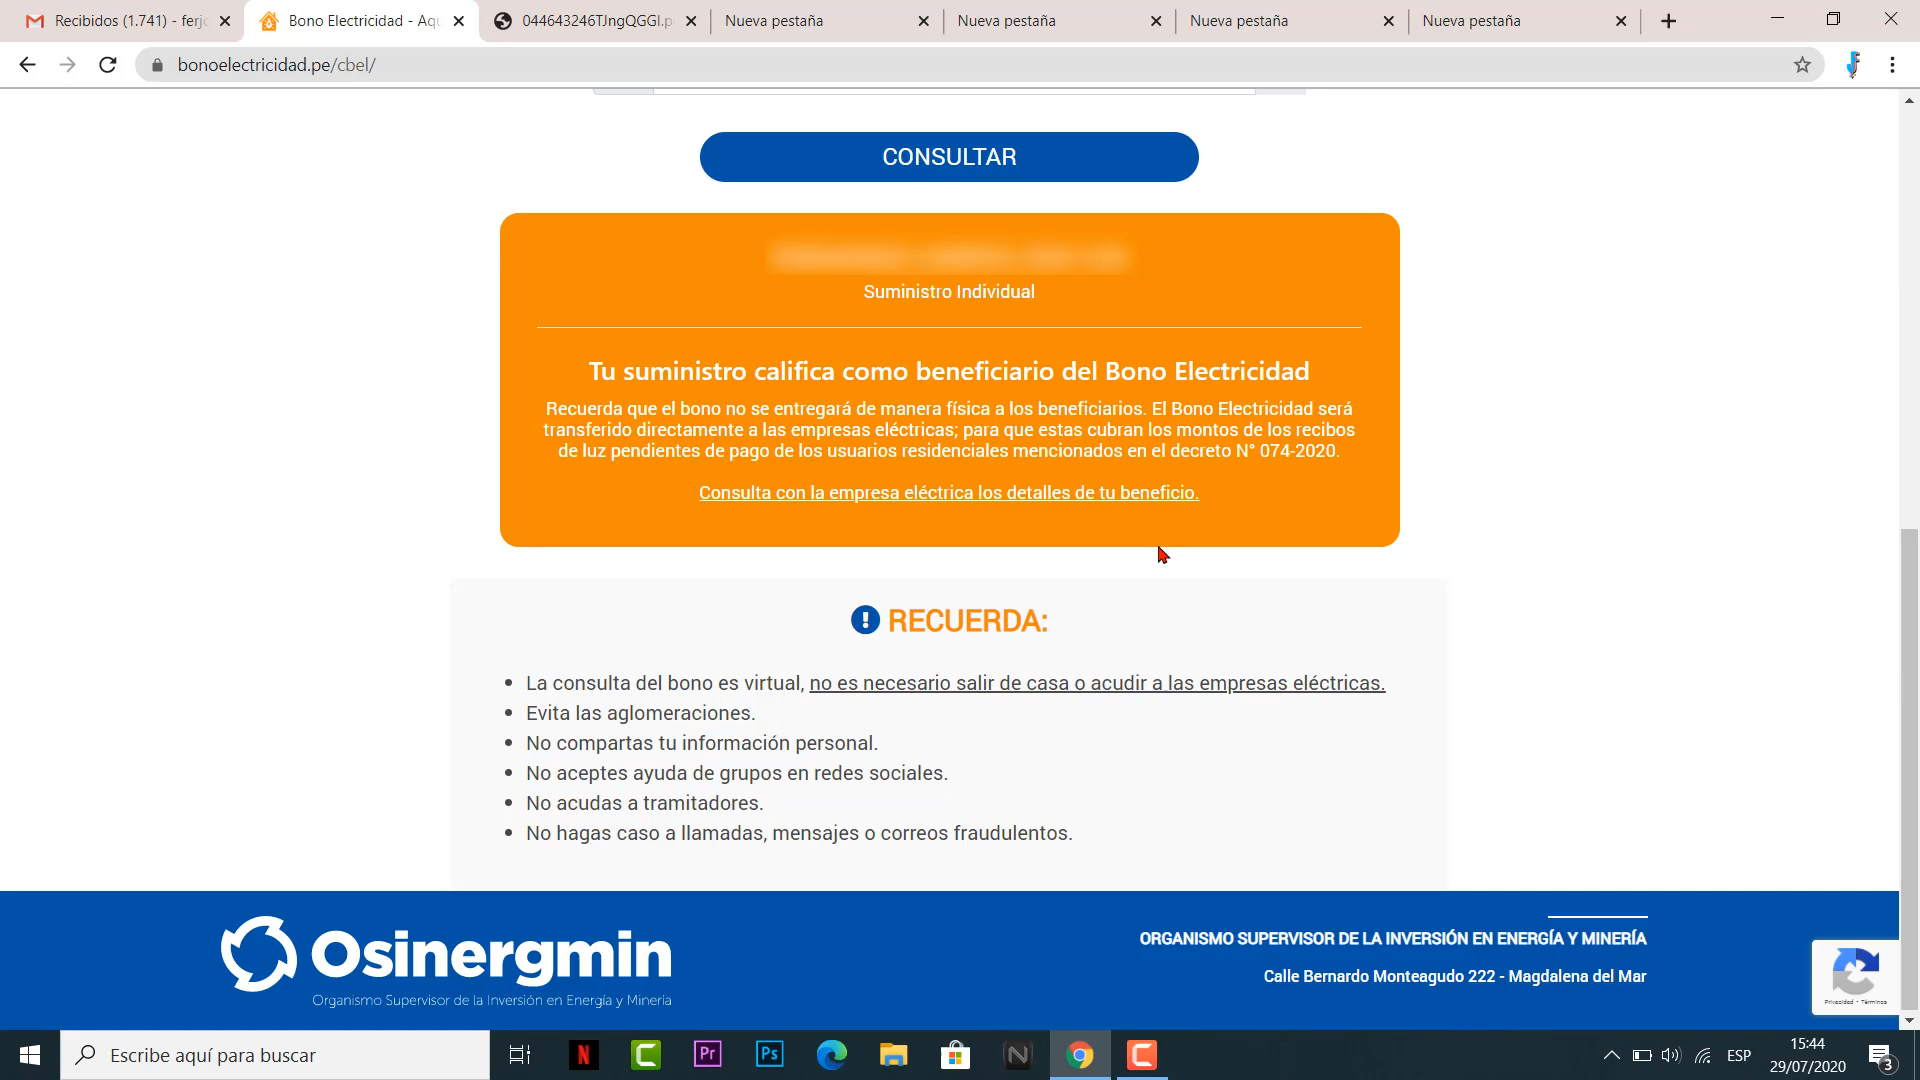 Recibidos (1.741) - ferjo
Bono Electricidad - Aqu
044643246TJngQGGI.p
Nueva pestaña
Nueva pestaña
Nueva pestaña
Nueva pestaña
bonoelectricidad.pe/cbel/
CONSULTAR
Suministro Individual
Tu suministro califica como beneficiario del Bono Electricidad
Recuerda que el bono no se entregará de manera física a los beneficiarios. El Bono Electricidad será
transferido directamente a las empresas eléctricas; para que estas cubran los montos de los recibos
de luz pendientes de pago de los usuarios residenciales mencionados en el decreto N° 074-2020.
Consulta con la empresa eléctrica los detalles de tu beneficio.
RECUERDA:
• La consulta del bono es virtual, no es necesario salir de casa o acudir a las empresas eléctricas.
• Evita las aglomeraciones.
• No compartas tu información personal.
• No aceptes ayuda de grupos en redes sociales.
• No acudas a tramitadores.
• No hagas caso a llamadas, mensajes o correos fraudulentos.
Osinergmin
Organismo Supervisor de la Inversión en Energía y Minería
ORGANISMO SUPERVISOR DE LA INVERSIÓN EN ENERGÍA Y MINERÍA
Calle Bernardo Monteagudo 222 - Magdalena del Mar
Privacidad - Términos
Escribe aquí para buscar
N
C
Pr
Ps
N
C
ESP
15:44
29/07/2020
3